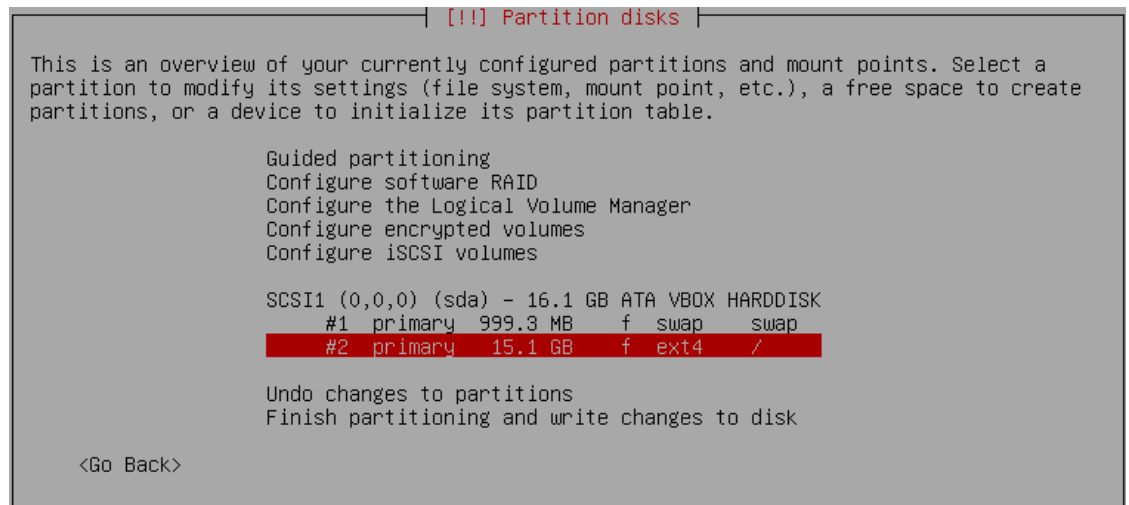 [!!] Partition disks
This is an overview of your currently configured partitions and mount points. Select a
partition to modify its settings (file system, mount point, etc.), a free space to create
partitions, or a device to initialize its partition table.
Guided partitioning
Configure software RAID
Configure the Logical Volume Manager
Configure encrypted volumes
Configure iSCSI volumes
SCSI1 (0,0,0) (sda) - 16.1 GB ATA VBOX HARDDISK
#1 primary 999.3 MB f swap swap
#2 primary 15.1 GB f ext4 /
Undo changes to partitions
Finish partitioning and write changes to disk
<Go Back>